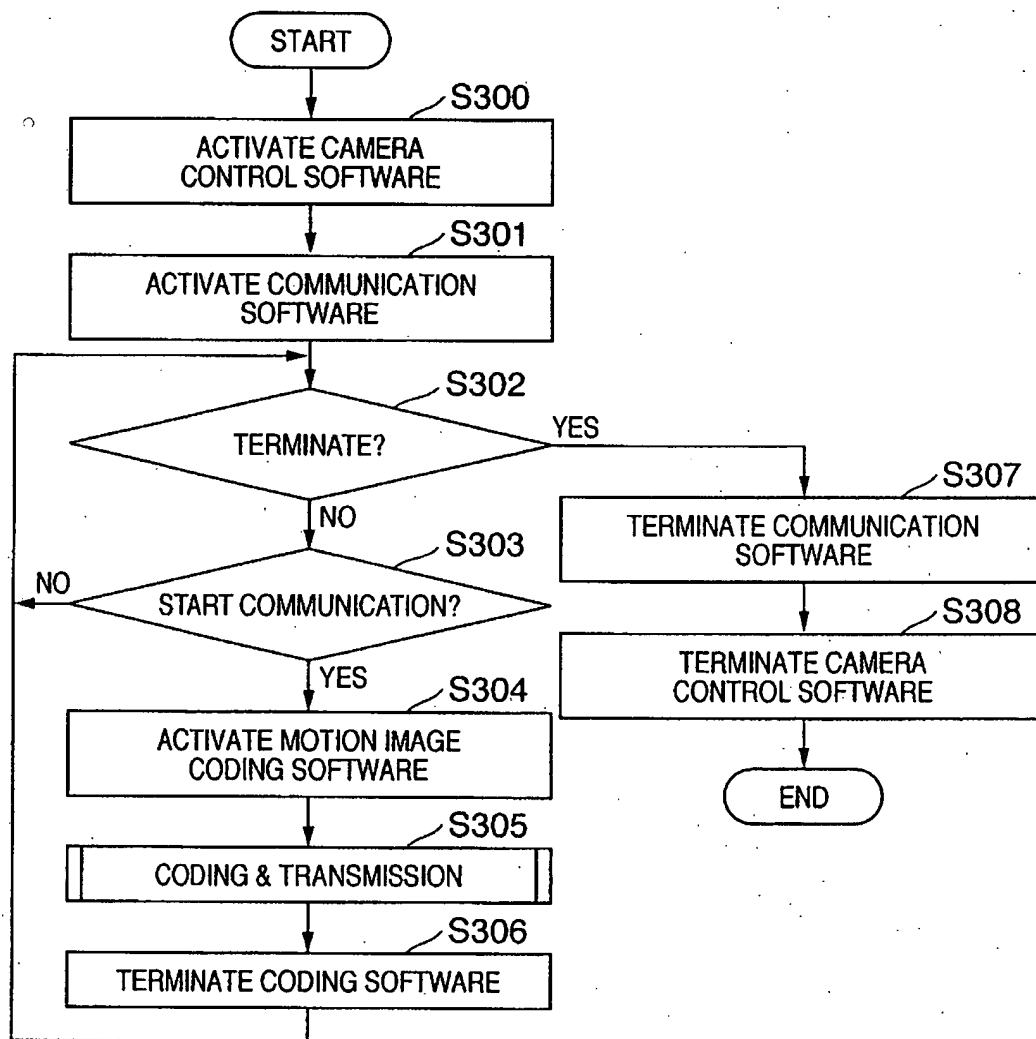 START
S300
ACTIVATE CAMERA
CONTROL SOFTWARE
S301
ACTIVATE COMMUNICATION
SOFTWARE
S302
TERMINATE?
YES
NO
S303
START COMMUNICATION?
NO
YES
S304
ACTIVATE MOTION IMAGE
CODING SOFTWARE
S305
CODING & TRANSMISSION
S306
TERMINATE CODING SOFTWARE
S307
TERMINATE COMMUNICATION
SOFTWARE
S308
TERMINATE CAMERA
CONTROL SOFTWARE
END